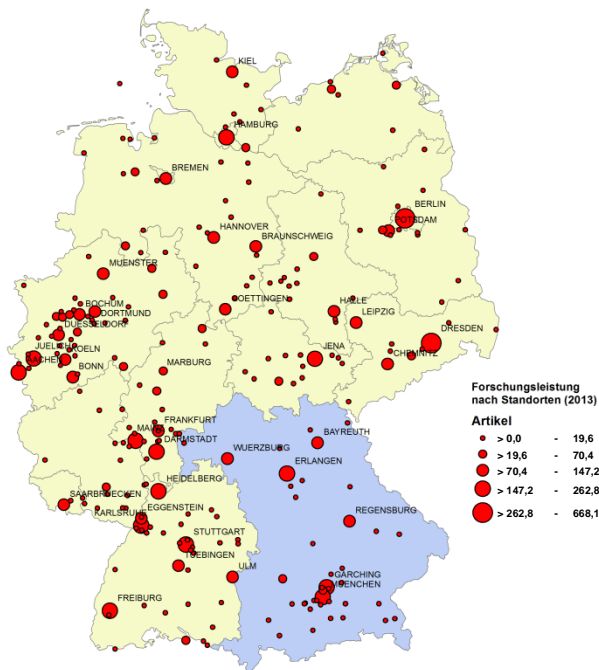 KIEL
HAMBURG
BREMEN
BERLIN
POTSDAM
HANNOVER
BRAUNSCHWEIG
MUENSTER
GOETTINGEN
HALLE
LEIPZIG
BOCHUM
DORTMUND
DUESSELDORF
DRESDEN
JUELICH
KOELN
AACHEN
JENA
CHEMNITZ
BONN
MARBURG
Forschungsleistung
nach Standorten (2013)
Artikel
> 0,0 - 19,6
> 19,6 - 70,4
> 70,4 - 147,2
> 147,2 - 262,8
> 262,8 - 668,1
FRANKFURT
MAINZ
DARMSTADT
WUERZBURG
BAYREUTH
ERLANGEN
HEIDELBERG
SAARBRUECKEN
EGGENSTEIN
KARLSRUHE
REGENSBURG
STUTTGART
TUEBINGEN
ULM
GARCHING
MUENCHEN
FREIBURG